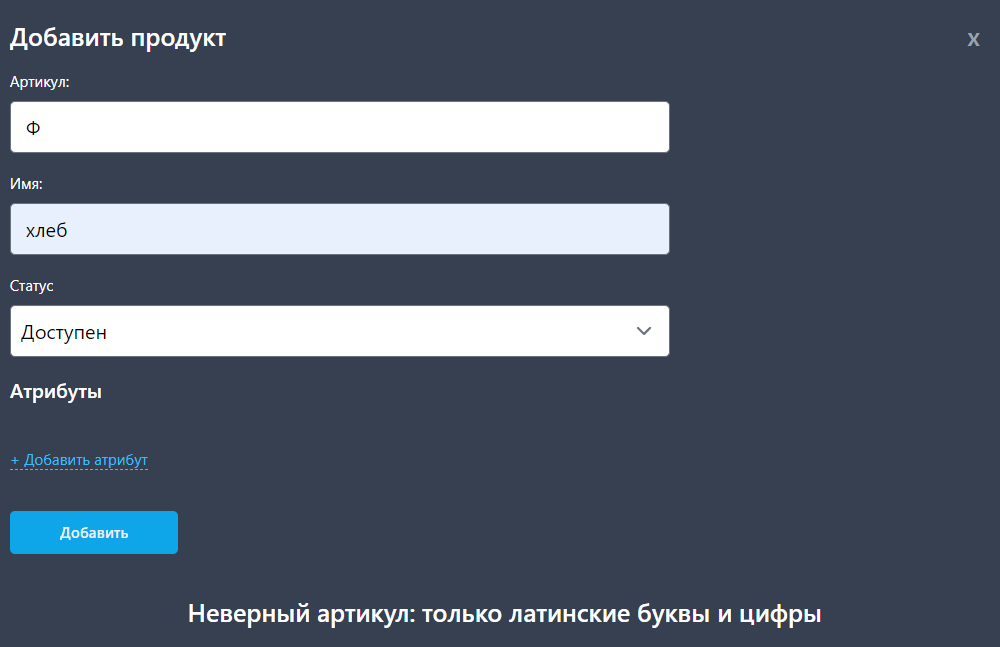 Добавить продукт
x
Артикул:
Ф
Имя:
хлеб
Статус
Доступен
Атрибуты
+ Добавить атрибут
Добавить
Неверный артикул: только латинские буквы и цифры